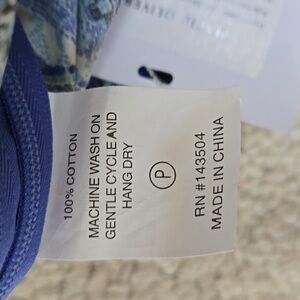 100% COTTON
MACHINE WASH ON
GENTLE CYCLE AND
HANG DRY
P
RN #143504
MADE IN CHINA